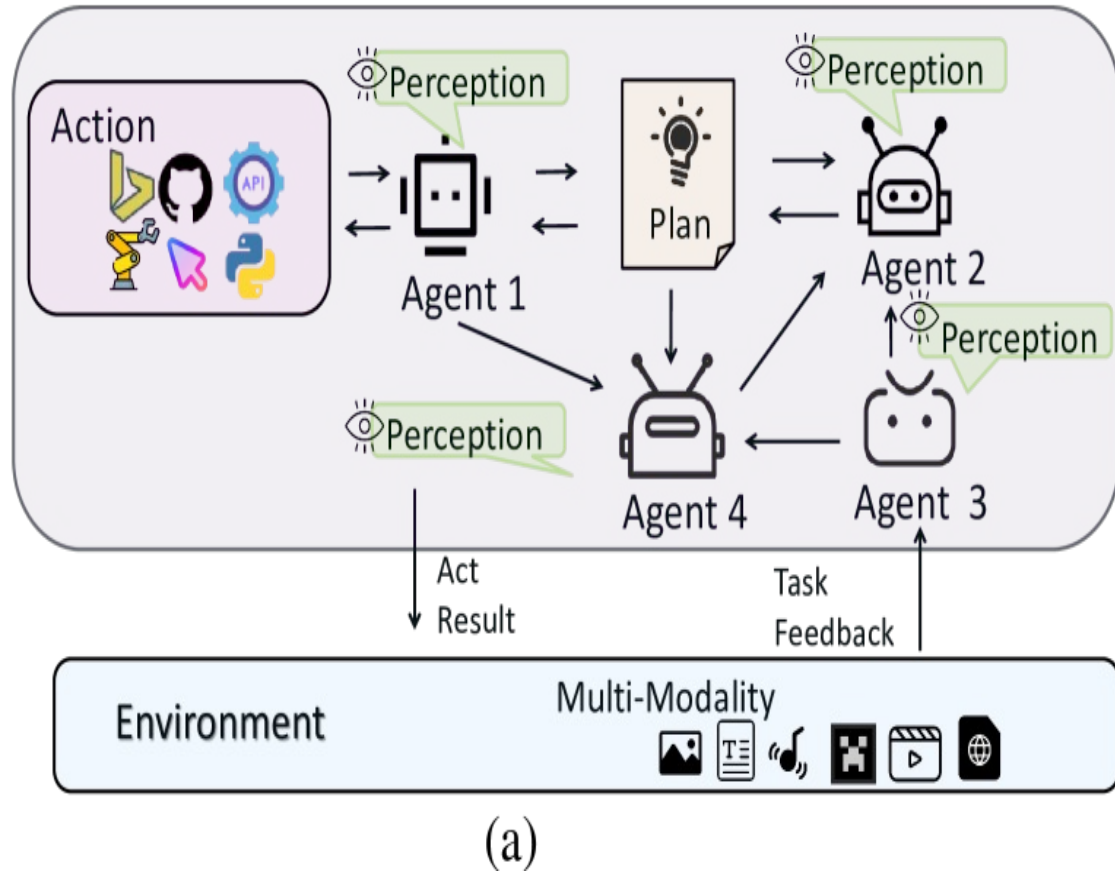 Perception
Perception
Action
API
Plan
Agent 1
Agent 2
Perception
Perception
Agent 4
Agent 3
Act
Result
Task
Feedback
Environment
Multi-Modality
T
(a)